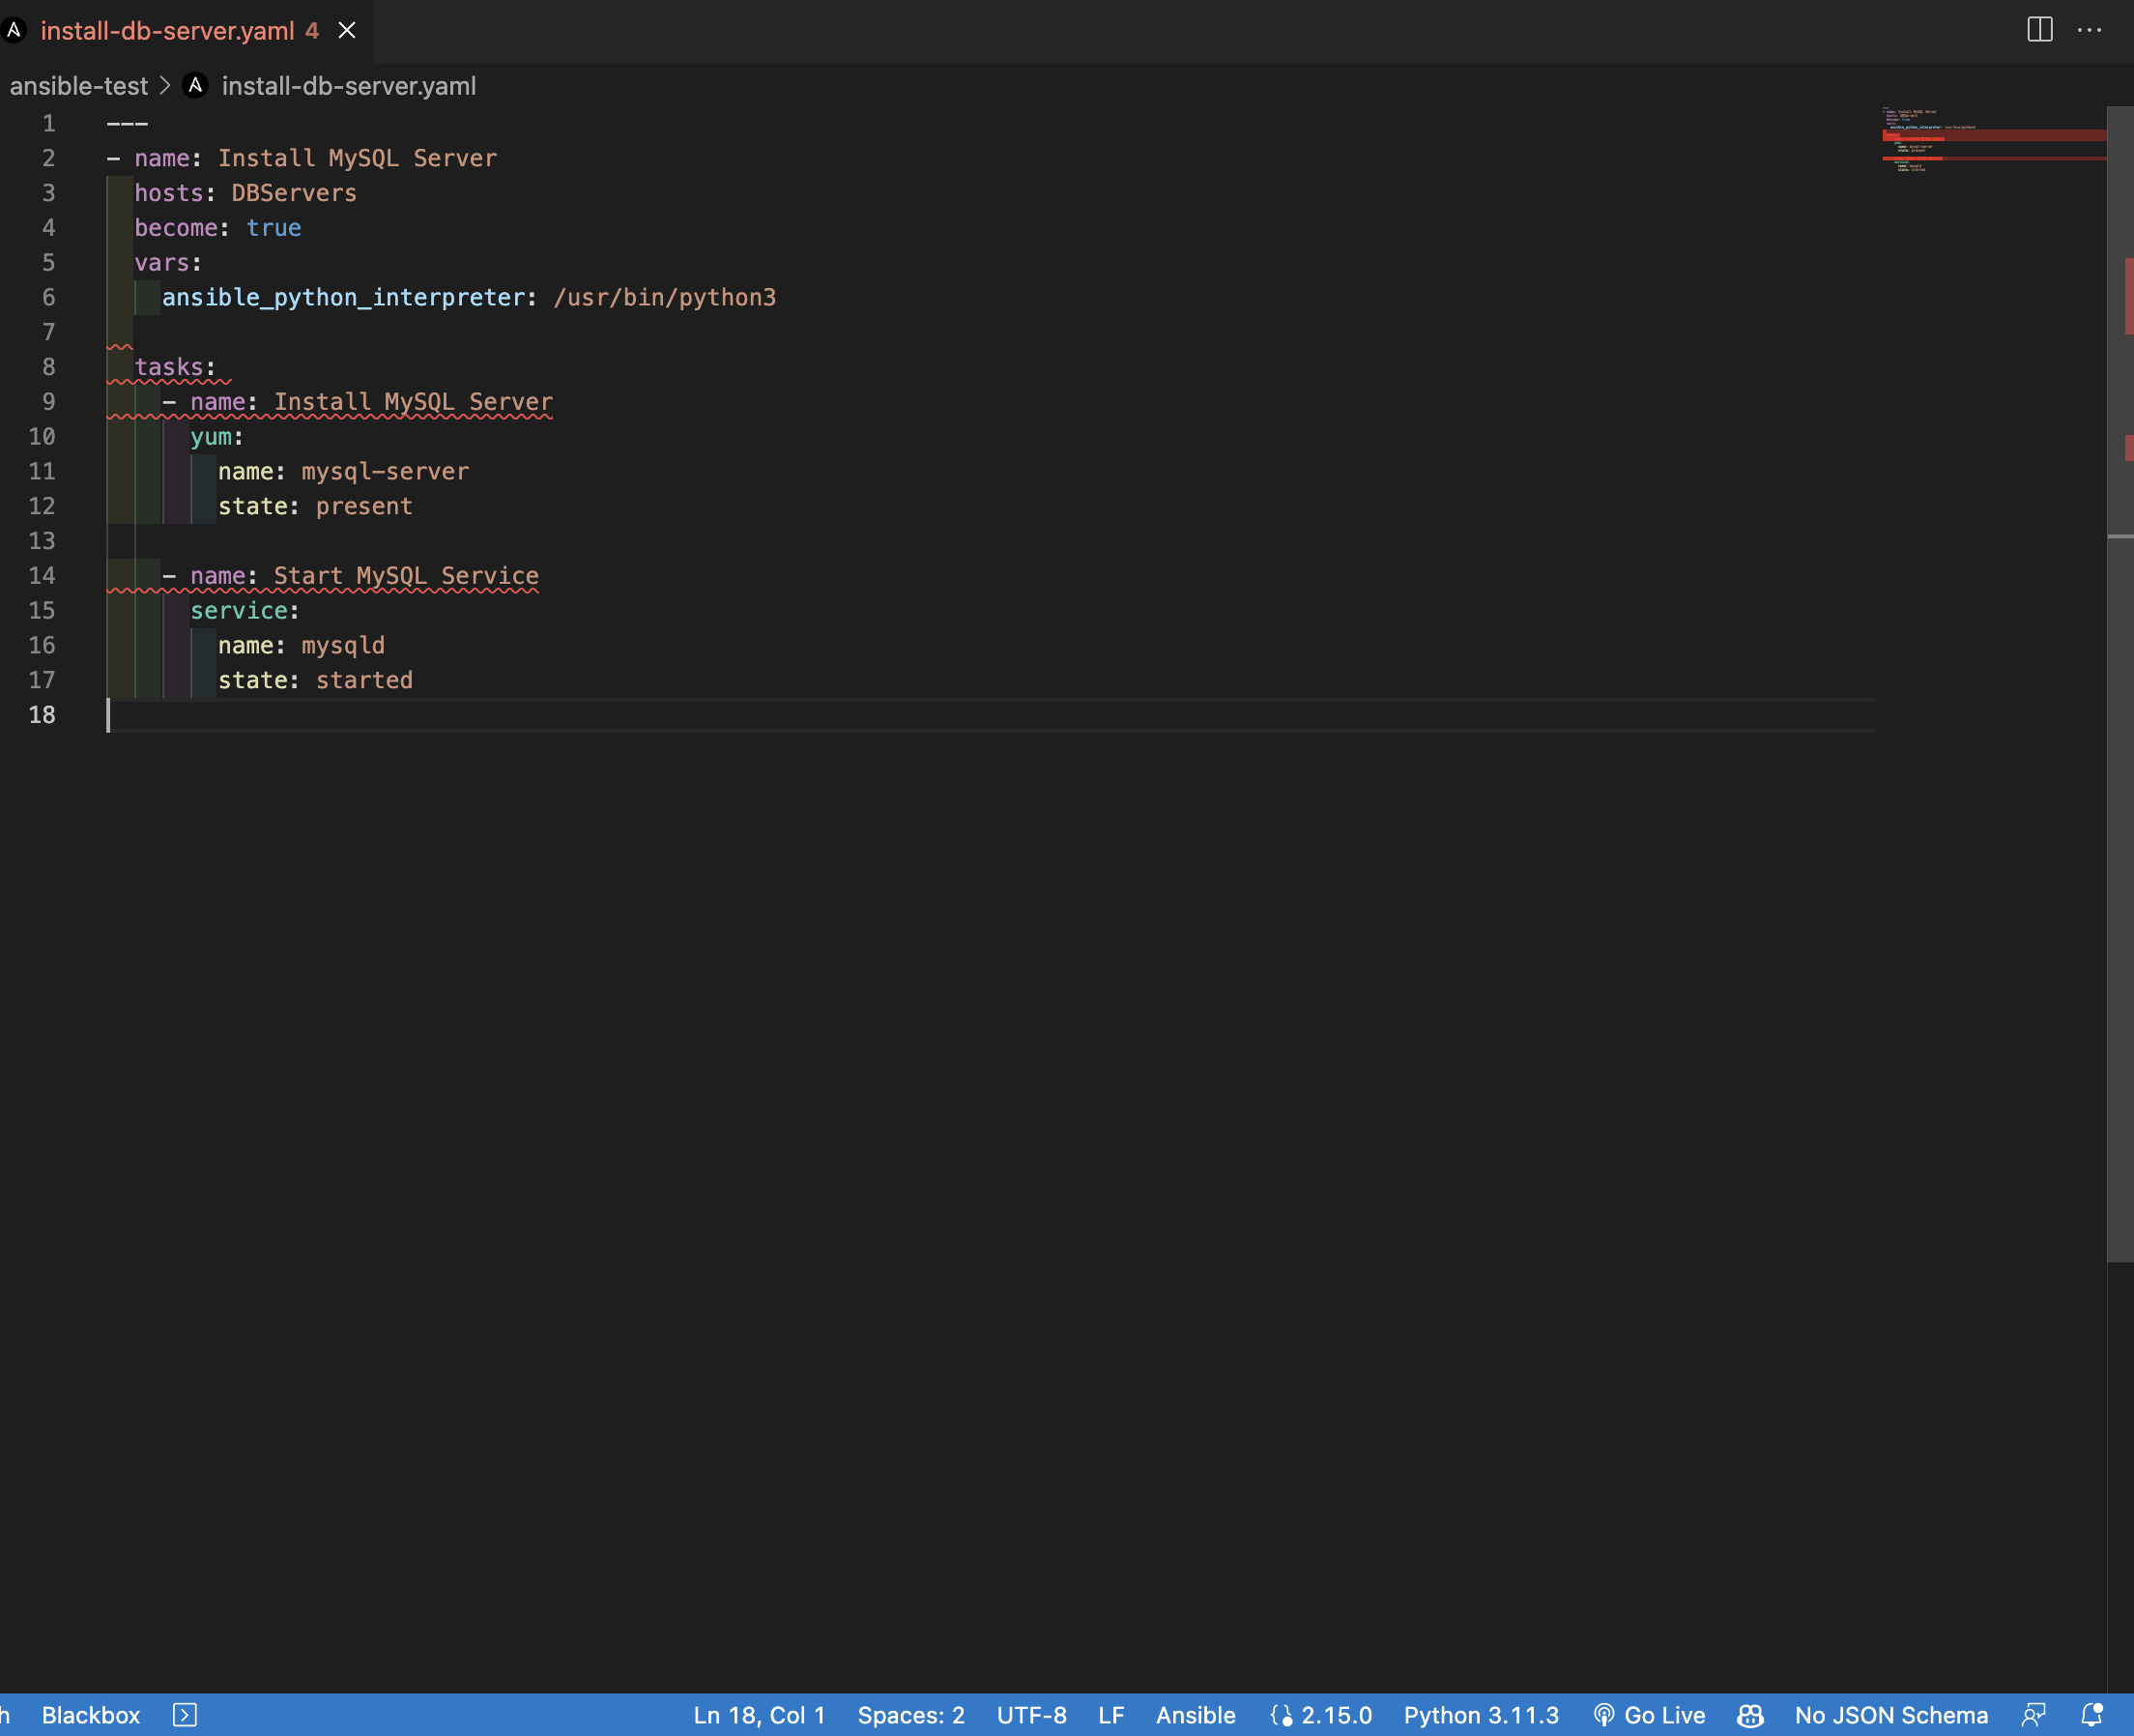 install-db-server.yaml 4
ansible-test > install-db-server.yaml
1 ---
2 - name: Install MySQL Server
3   hosts: DBServers
4   become: true
5   vars:
6     ansible_python_interpreter: /usr/bin/python3
7
8   tasks:
9     - name: Install MySQL Server
10       yum:
11         name: mysql-server
12         state: present
13
14     - name: Start MySQL Service
15       service:
16         name: mysqld
17         state: started
18
Blackbox Ln 18, Col 1 Spaces: 2 UTF-8 LF Ansible 2.15.0 Python 3.11.3 Go Live No JSON Schema